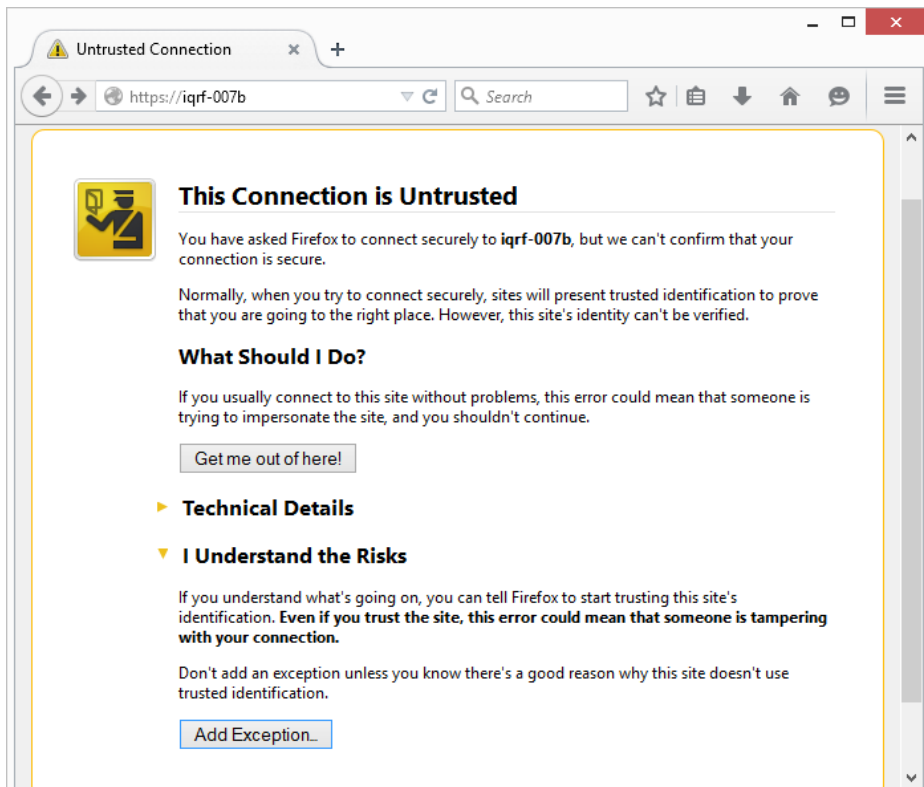 Untrusted Connection
https://iqrf-007b
Search
This Connection is Untrusted
You have asked Firefox to connect securely to iqrf-007b, but we can't confirm that your
connection is secure.
Normally, when you try to connect securely, sites will present trusted identification to prove
that you are going to the right place. However, this site's identity can't be verified.
What Should I Do?
If you usually connect to this site without problems, this error could mean that someone is
trying to impersonate the site, and you shouldn't continue.
Get me out of here!
Technical Details
I Understand the Risks
If you understand what's going on, you can tell Firefox to start trusting this site's
identification. Even if you trust the site, this error could mean that someone is tampering
with your connection.
Don't add an exception unless you know there's a good reason why this site doesn't use
trusted identification.
Add Exception...